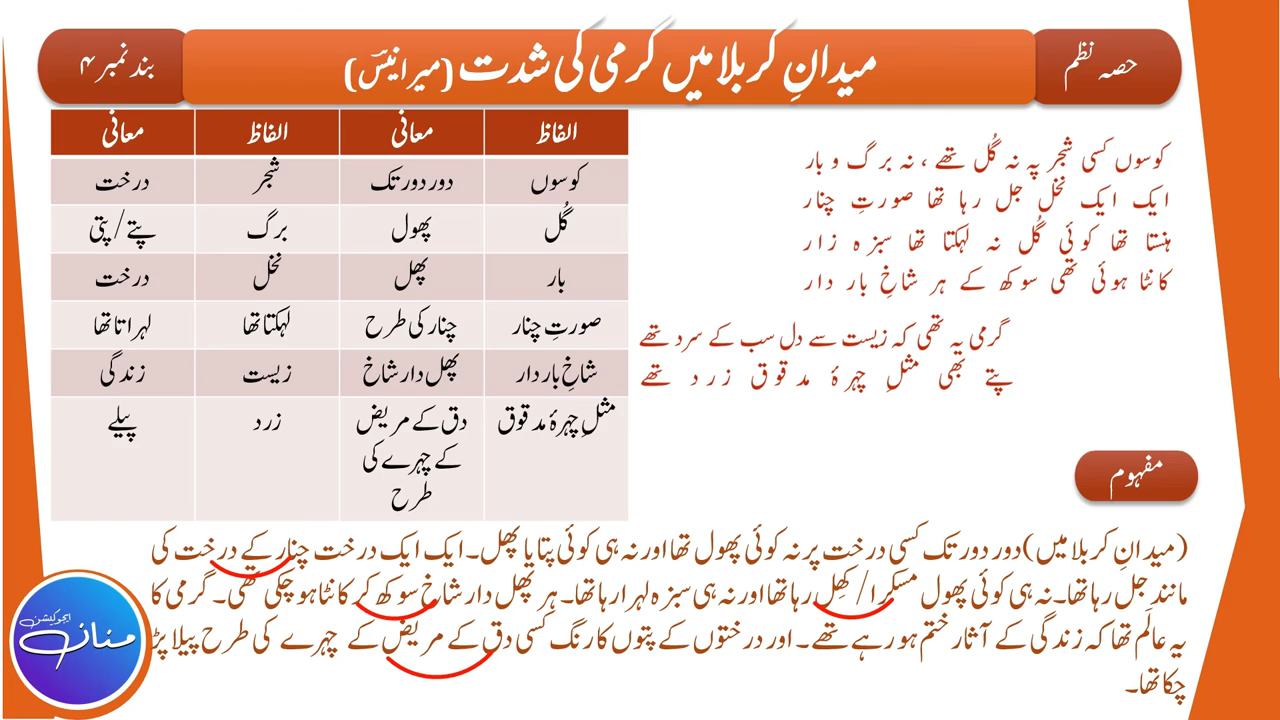 حصہ نظم
میدانِ کربلا میں گرمی کی شدت (میر انیسؔ)
بند نمبر ۴
کوسوں کسی شجر پہ نہ گُل تھے ، نہ برگ و بار
ایک ایک نخل جل رہا تھا صورتِ چنار
ہنستا تھا کوئی گُل نہ لہکتا تھا سبزہ زار
کانٹا ہوئی تھی سوکھ کے ہر شاخِ بار دار
گرمی یہ تھی کہ زیست سے دل سب کے سرد تھے
پتے بھی مثلِ چہرۂ مدقوق زرد تھے
الفاظ معانی الفاظ معانی
کوسوں دور دور تک شجر درخت
گُل پھول برگ پتے/پتی
بار پھل نخل درخت
صورتِ چنار چنار کی طرح لہکتا تھا لہراتا تھا
شاخِ بار دار پھل دار شاخ زیست زندگی
مثلِ چہرۂ مدقوق دق کے مریض زرد پیلے
کے چہرے کی
طرح
مفہوم
(میدانِ کربلا میں) دور دور تک کسی درخت پر نہ کوئی پھول تھا اور نہ ہی کوئی پتا یا پھل۔ ایک ایک درخت چنار کے درخت کی
مانند جل رہا تھا۔ نہ ہی کوئی پھول مسکرا/کھِل رہا تھا اور نہ ہی سبزہ لہرا رہا تھا۔ ہر پھل دار شاخ سوکھ کر کانٹا ہو چکی تھی۔ گرمی کا
یہ عالَم تھا کہ زندگی کے آثار ختم ہو رہے تھے۔ اور درختوں کے پتوں کا رنگ کسی دق کے مریض کے چہرے کی طرح پیلا پڑ
چکا تھا۔
ایجوکیشن